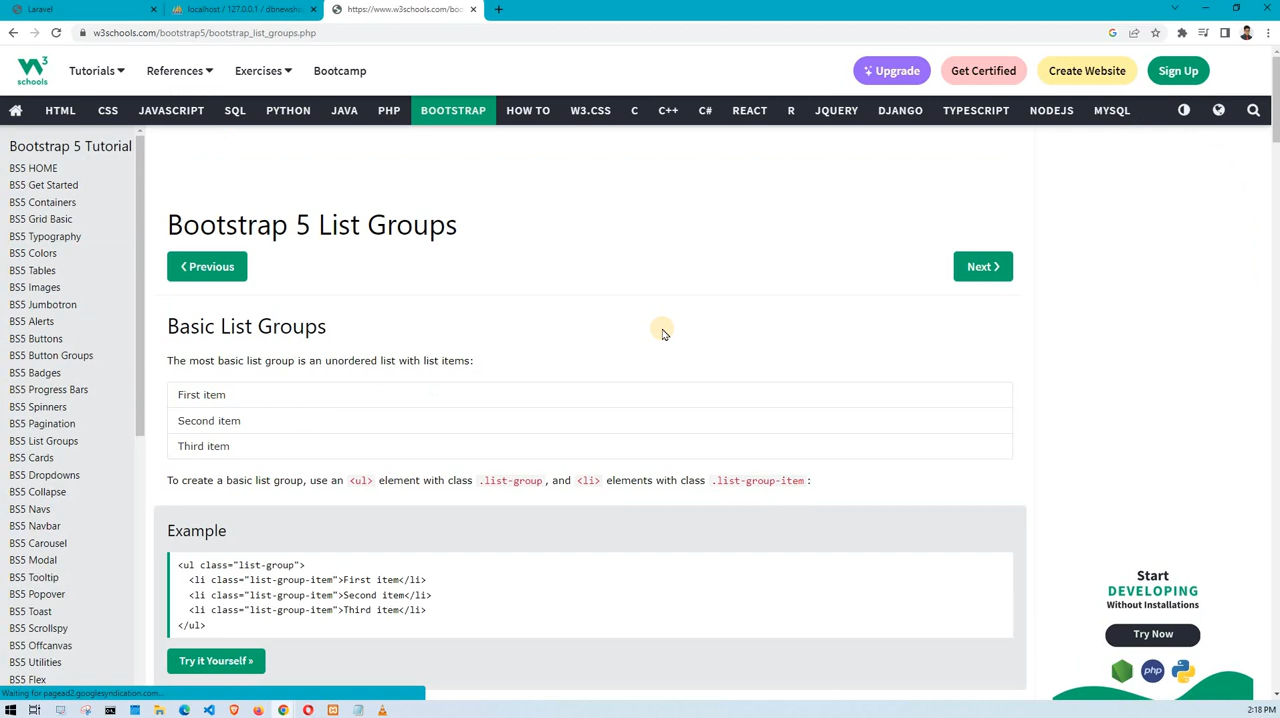 Laravel
localhost / 127.0.0.1 / dbnewshs
https://www.w3schools.com/boo
w3schools.com/bootstrap5/bootstrap_list_groups.php
W3 schools
Tutorials
References
Exercises
Bootcamp
Upgrade
Get Certified
Create Website
Sign Up
HTML
CSS
JAVASCRIPT
SQL
PYTHON
JAVA
PHP
BOOTSTRAP
HOW TO
W3.CSS
C
C++
C#
REACT
R
JQUERY
DJANGO
TYPESCRIPT
NODEJS
MYSQL
Bootstrap 5 Tutorial
BS5 HOME
BS5 Get Started
BS5 Containers
BS5 Grid Basic
BS5 Typography
BS5 Colors
BS5 Tables
BS5 Images
BS5 Jumbotron
BS5 Alerts
BS5 Buttons
BS5 Button Groups
BS5 Badges
BS5 Progress Bars
BS5 Spinners
BS5 Pagination
BS5 List Groups
BS5 Cards
BS5 Dropdowns
BS5 Collapse
BS5 Navs
BS5 Navbar
BS5 Carousel
BS5 Modal
BS5 Tooltip
BS5 Popover
BS5 Toast
BS5 Scrollspy
BS5 Offcanvas
BS5 Utilities
BS5 Flex
Bootstrap 5 List Groups
❮ Previous
Next ❯
Basic List Groups
The most basic list group is an unordered list with list items:
First item
Second item
Third item
To create a basic list group, use an <ul> element with class .list-group, and <li> elements with class .list-group-item:
Example
<ul class="list-group">
<li class="list-group-item">First item</li>
<li class="list-group-item">Second item</li>
<li class="list-group-item">Third item</li>
</ul>
Try it Yourself »
Start
DEVELOPING
Without Installations
Try Now
php
Waiting for pagead2.googlesyndication.com...
2:18 PM